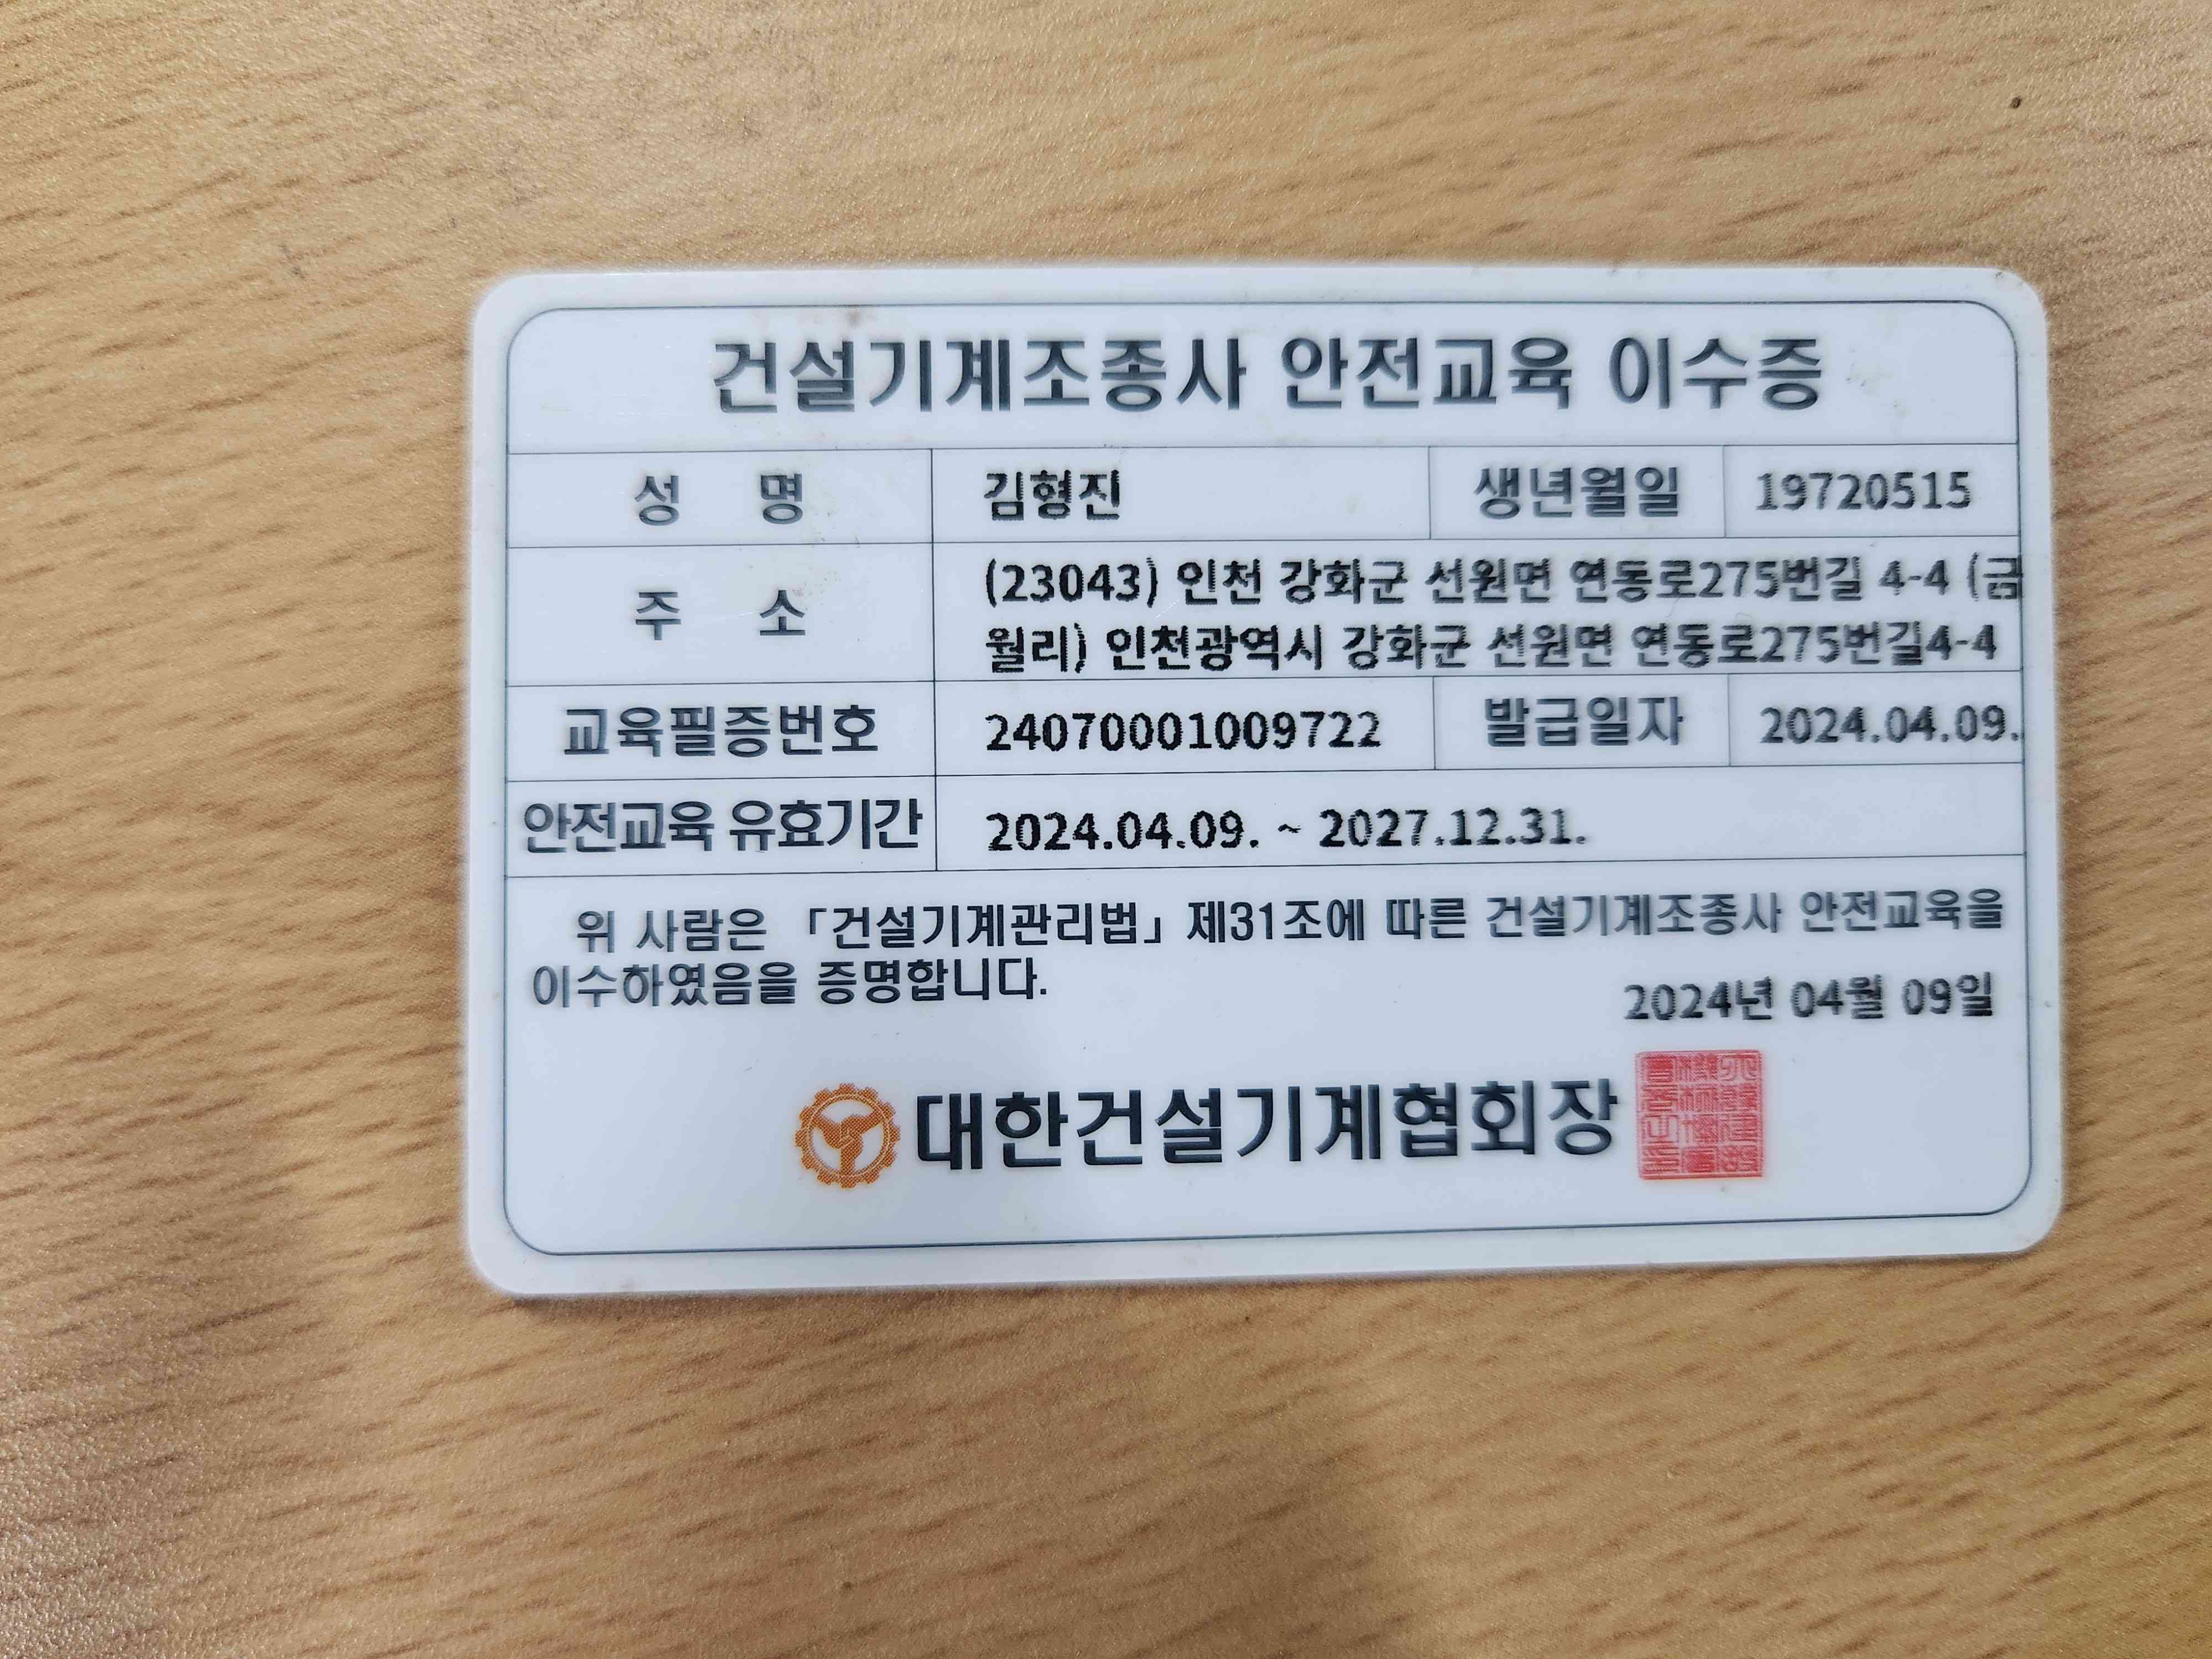 건설기계조종사 안전교육 이수증
성 명 김형진 생년월일 19720515
주 소 (23043) 인천 강화군 선원면 연동로275번길 4-4 (금
월리) 인천광역시 강화군 선원면 연동로275번길4-4
교육필증번호 24070001009722 발급일자 2024.04.09.
안전교육 유효기간 2024.04.09. ~ 2027.12.31.
위 사람은 「건설기계관리법」 제31조에 따른 건설기계조종사 안전교육을
이수하였음을 증명합니다.
2024년 04월 09일
대한건설기계협회장